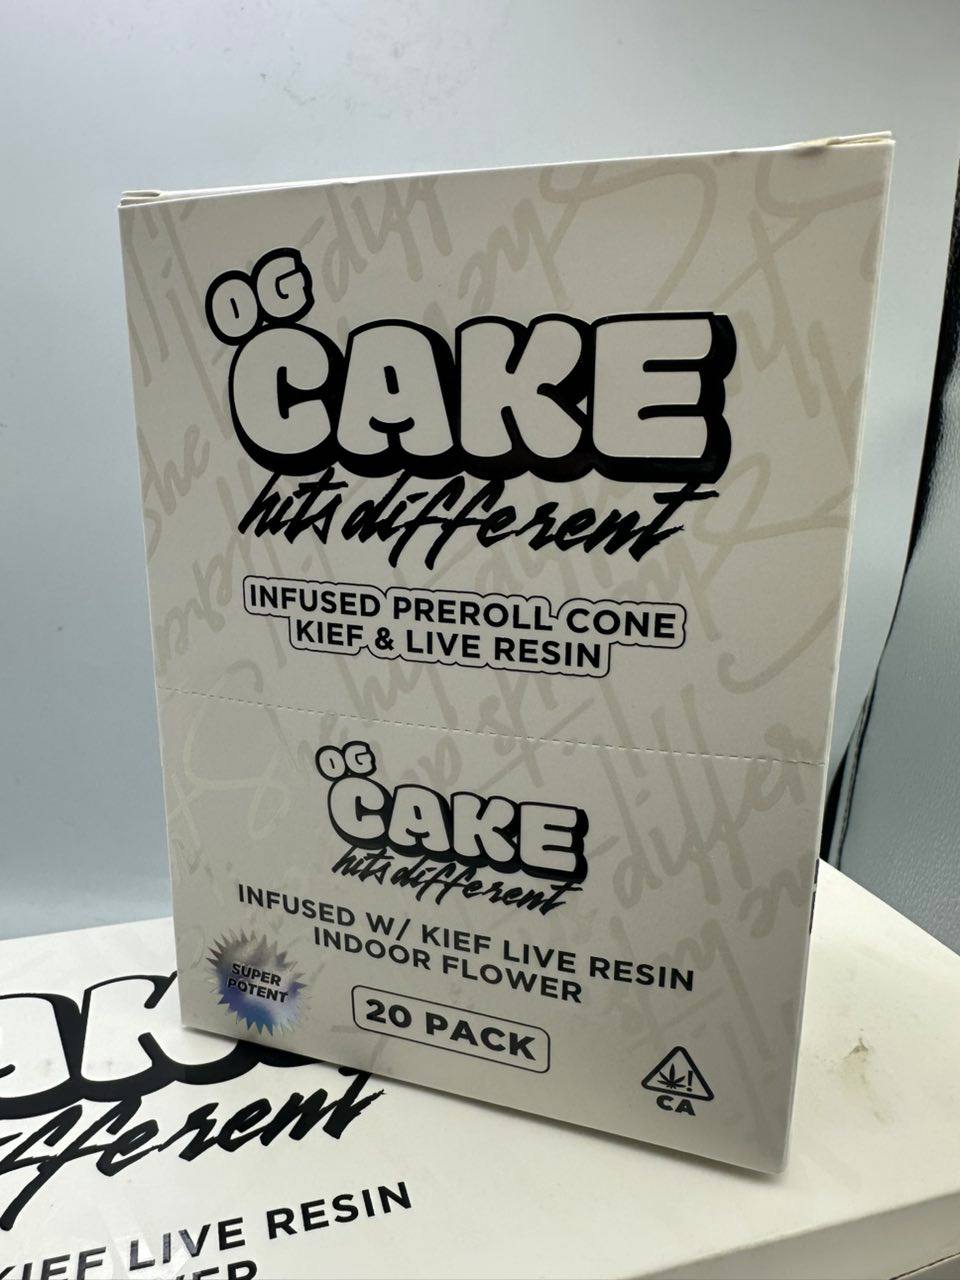 OG
CAKE
hits different
INFUSED PREROLL CONE
KIEF & LIVE RESIN
OG
CAKE
hits different
INFUSED W/ KIEF LIVE RESIN
INDOOR FLOWER
SUPER
POTENT
20 PACK
CA
KIEF LIVE RESIN